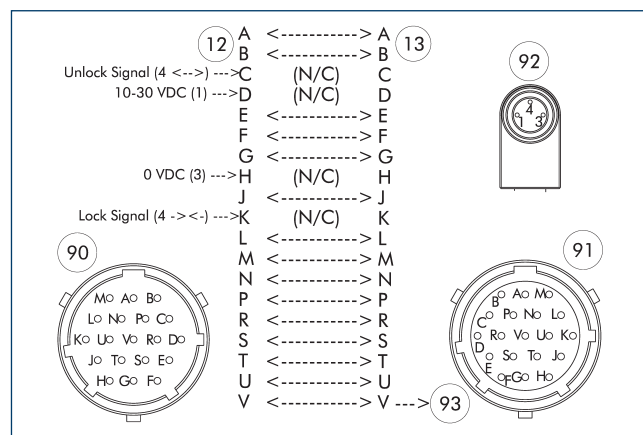 12 A <-----------> A 13
B <-----------> B
92
Unlock Signal (4 <-->) --->C (N/C) C
10-30 VDC (1) --->D (N/C) D
4
1 3
E <-----------> E
F <-----------> F
G <-----------> G
0 VDC (3) --->H (N/C) H
J <-----------> J
Lock Signal (4 -><-) --->K (N/C) K
L <-----------> L
M <-----------> M
N <-----------> N
P <-----------> P
R <-----------> R
S <-----------> S
T <-----------> T
U <-----------> U
V <-----------> V ---> 93
90
M A B
L N P C
K U V R D
J T S E
H G F
91
B A M
C P N L
D R V U K
E S T J
F G H